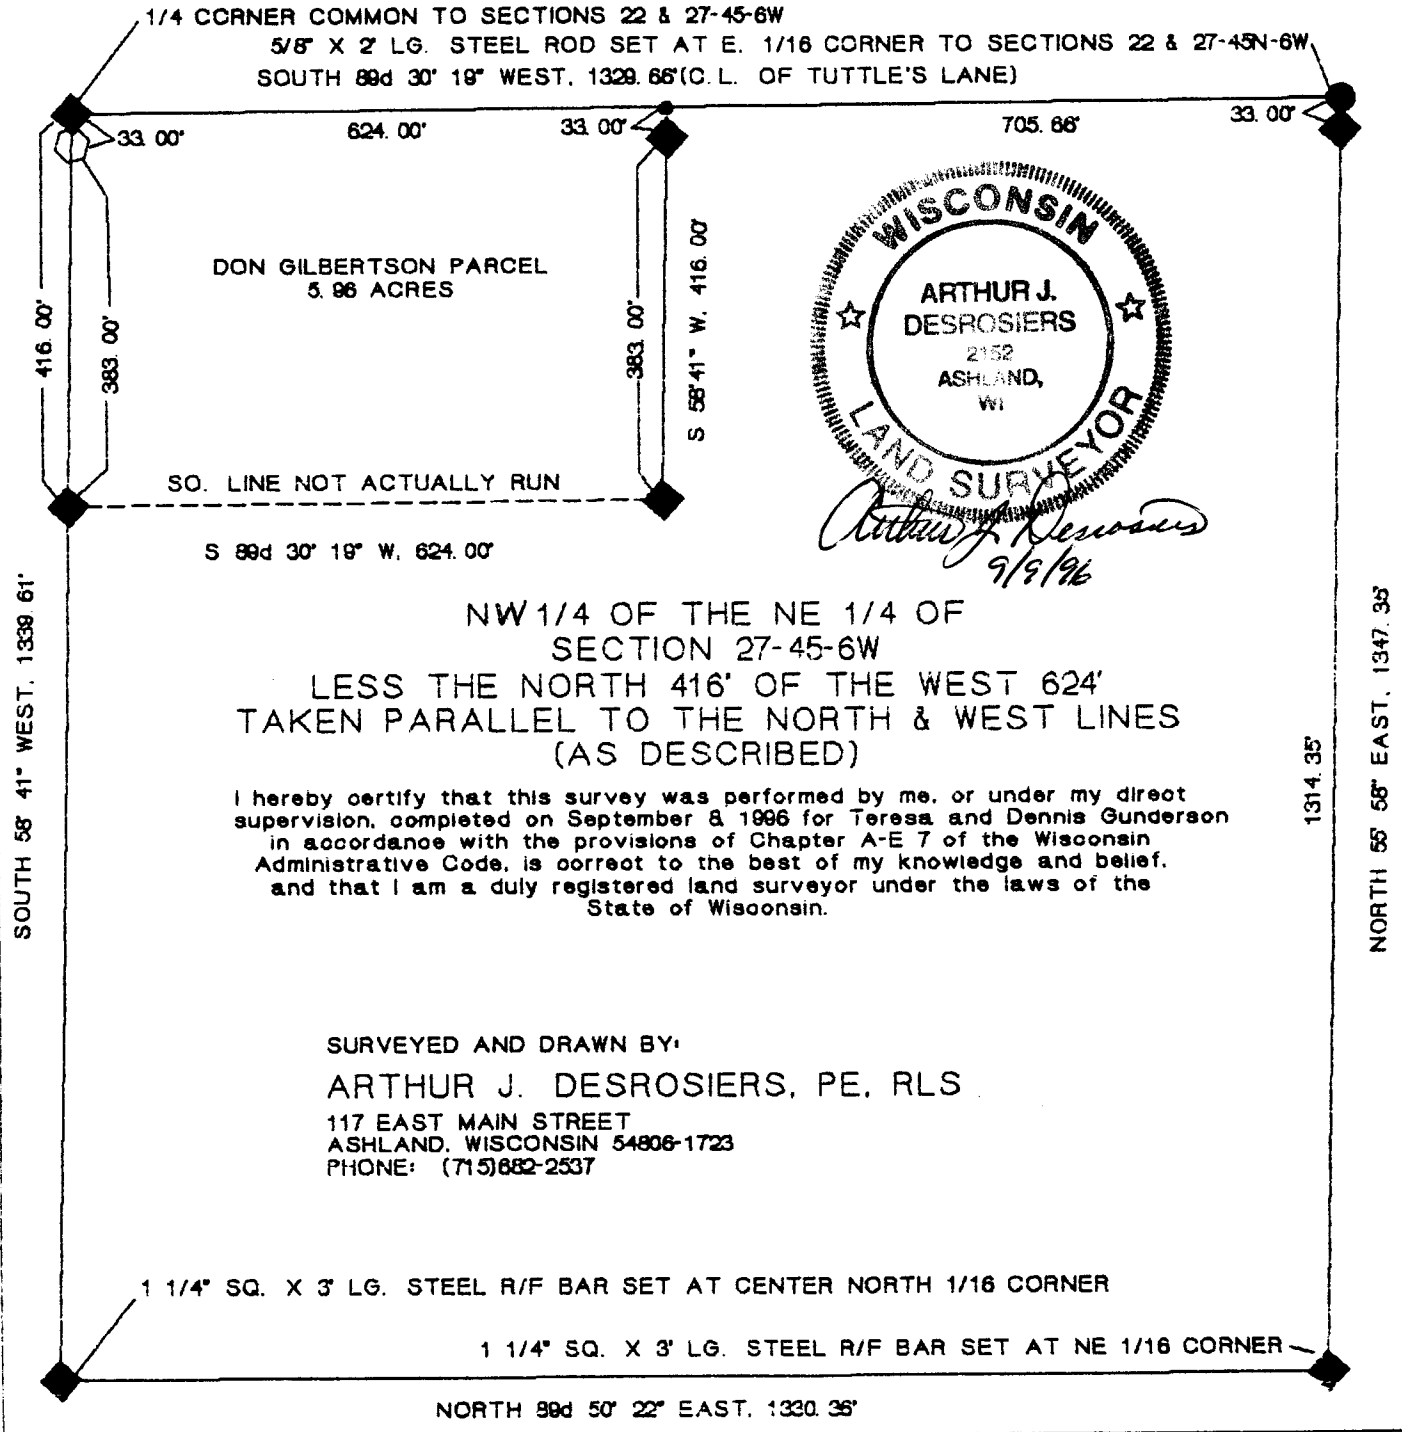 1/4 CORNER COMMON TO SECTIONS 22 & 27-45-6W
5/8" X 2' LG. STEEL ROD SET AT E. 1/16 CORNER TO SECTIONS 22 & 27-45N-6W
SOUTH 89d 30' 19" WEST, 1329.66'(C.L. OF TUTTLE'S LANE)
33.00'
624.00'
33.00'
705.66'
33.00'
416.00'
383.00'
DON GILBERTSON PARCEL
5.96 ACRES
383.00'
S 58'41" W, 416.00'
WISCONSIN
ARTHUR J.
DESROSIERS
2152
ASHLAND,
WI
LAND SURVEYOR
Arthur J Desrosiers
9/9/96
SO. LINE NOT ACTUALLY RUN
S 89d 30' 19" W, 624.00'
SOUTH 58' 41" WEST, 1339.61'
NORTH 55' 58" EAST, 1347.35'
1314.35'
NW 1/4 OF THE NE 1/4 OF
SECTION 27-45-6W
LESS THE NORTH 416' OF THE WEST 624'
TAKEN PARALLEL TO THE NORTH & WEST LINES
(AS DESCRIBED)
I hereby certify that this survey was performed by me, or under my direct
supervision, completed on September 8, 1996 for Teresa and Dennis Gunderson
in accordance with the provisions of Chapter A-E 7 of the Wisconsin
Administrative Code, is correct to the best of my knowledge and belief,
and that I am a duly registered land surveyor under the laws of the
State of Wisconsin.
SURVEYED AND DRAWN BY:
ARTHUR J. DESROSIERS, PE, RLS
117 EAST MAIN STREET
ASHLAND, WISCONSIN 54806-1723
PHONE: (715)682-2537
1 1/4" SQ. X 3' LG. STEEL R/F BAR SET AT CENTER NORTH 1/16 CORNER
1 1/4" SQ. X 3' LG. STEEL R/F BAR SET AT NE 1/16 CORNER
NORTH 89d 50' 22" EAST, 1330.36'